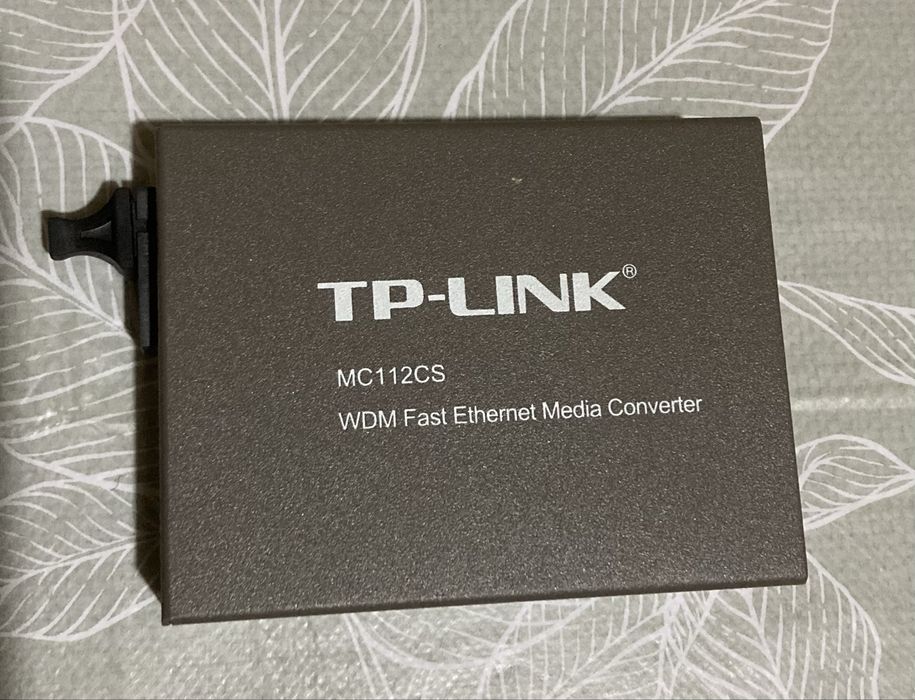 TP-LINK®
MC112CS
WDM Fast Ethernet Media Converter